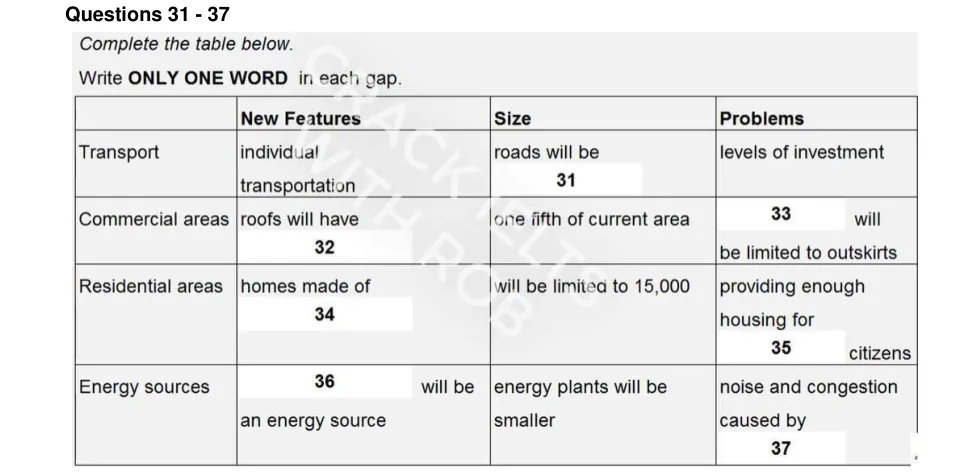 Questions 31 - 37
Complete the table below.
Write ONLY ONE WORD in each gap.
New Features Size Problems
Transport individual transportation roads will be 31 levels of investment
Commercial areas roofs will have 32 one fifth of current area 33 will be limited to outskirts
Residential areas homes made of 34 will be limited to 15,000 providing enough housing for 35 citizens
Energy sources 36 will be an energy source energy plants will be smaller noise and congestion caused by 37
CRACK IELTS
WITH ROB